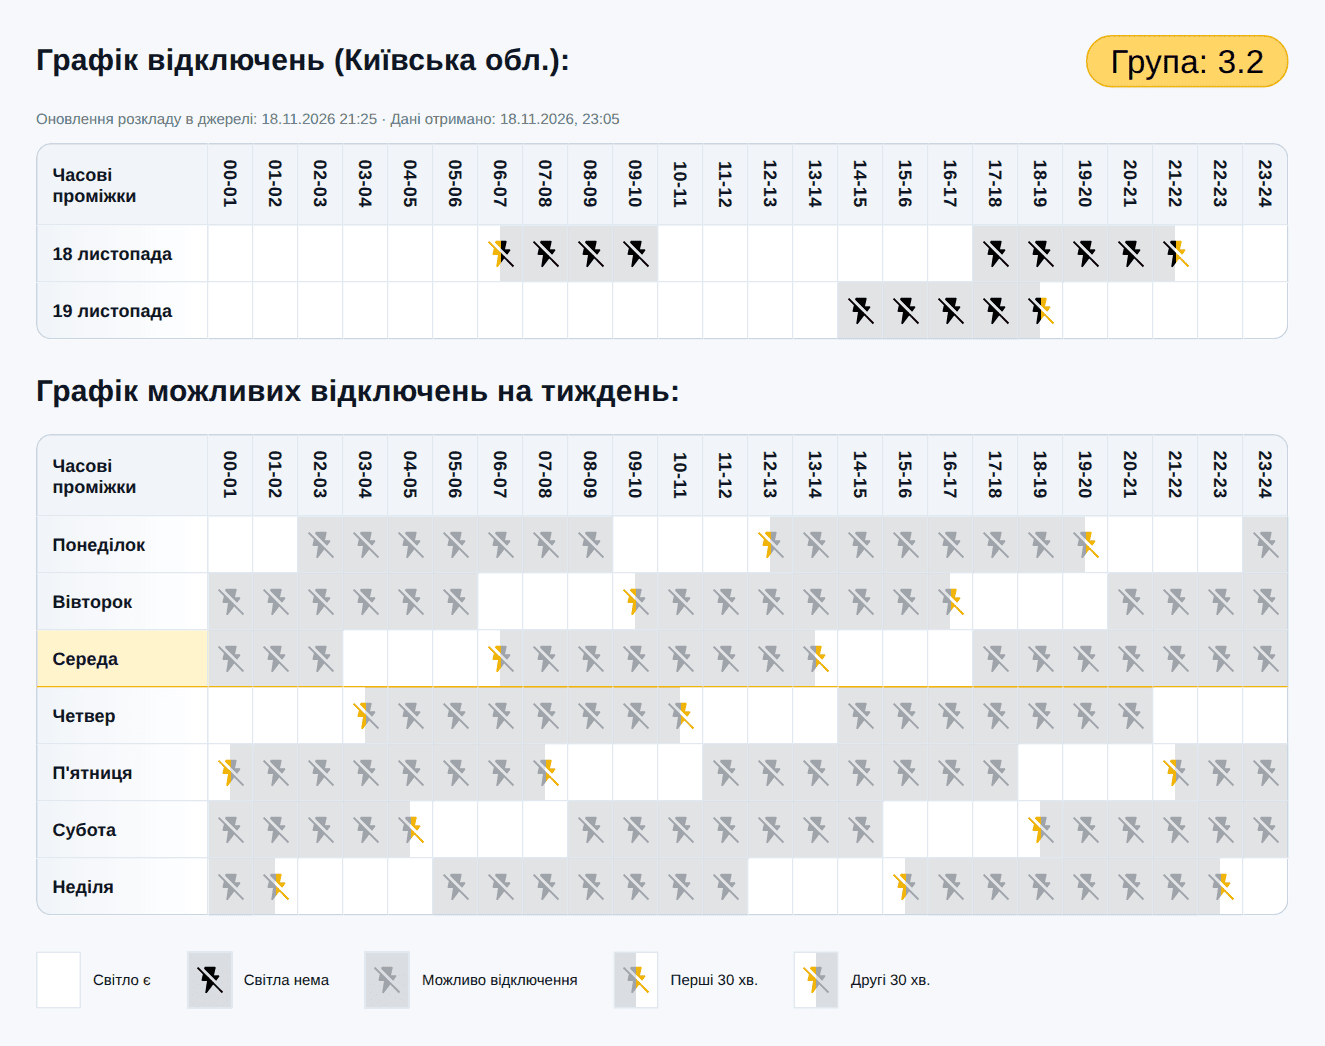 Графік відключень (Київська обл.):
Група: 3.2
Оновлення розкладу в джерелі: 18.11.2026 21:25 · Дані отримано: 18.11.2026, 23:05
Часові проміжки 00-01 01-02 02-03 03-04 04-05 05-06 06-07 07-08 08-09 09-10 10-11 11-12 12-13 13-14 14-15 15-16 16-17 17-18 18-19 19-20 20-21 21-22 22-23 23-24
18 листопада
19 листопада
Графік можливих відключень на тиждень:
Часові проміжки 00-01 01-02 02-03 03-04 04-05 05-06 06-07 07-08 08-09 09-10 10-11 11-12 12-13 13-14 14-15 15-16 16-17 17-18 18-19 19-20 20-21 21-22 22-23 23-24
Понеділок
Вівторок
Середа
Четвер
П'ятниця
Субота
Неділя
Світло є Світла нема Можливо відключення Перші 30 хв. Другі 30 хв.